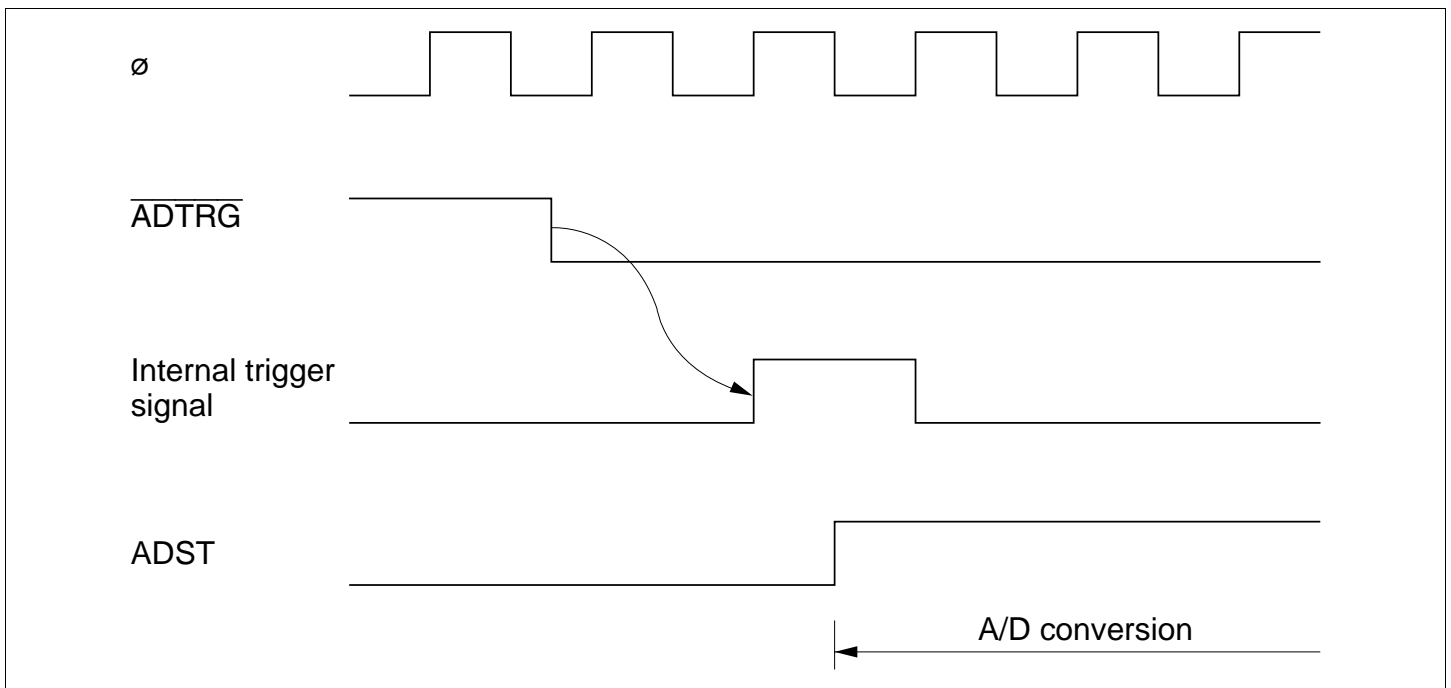 ø
ADTRG
Internal trigger
signal
ADST
A/D conversion